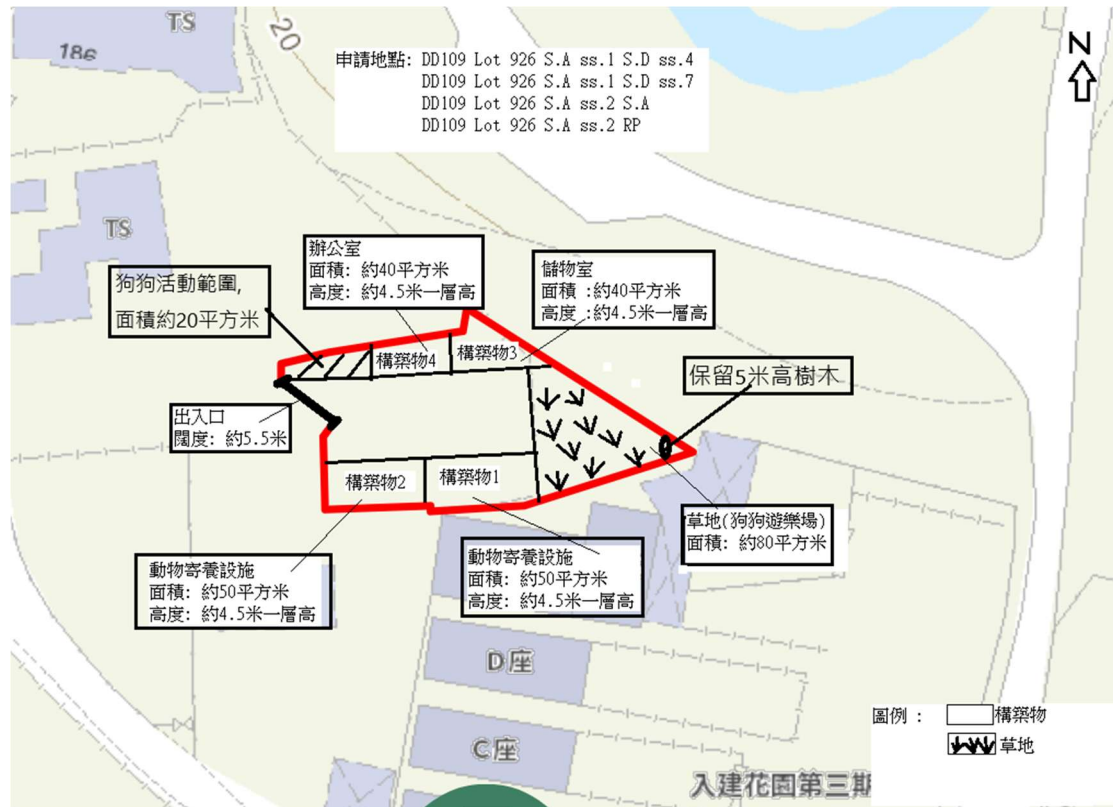 TS
186
20
申請地點: DD109 Lot 926 S.A ss.1 S.D ss.4
DD109 Lot 926 S.A ss.1 S.D ss.7
DD109 Lot 926 S.A ss.2 S.A
DD109 Lot 926 S.A ss.2 RP
N
TS
辦公室
面積: 約40平方米
高度: 約4.5米一層高
儲物室
面積 :約40平方米
高度 :約4.5米一層高
狗狗活動範圍,
面積約20平方米
構築物4
構築物3
保留5米高樹木
出入口
闊度: 約5.5米
構築物2
構築物1
草地(狗狗遊樂場)
面積: 約80平方米
動物寄養設施
面積: 約50平方米
高度: 約4.5米一層高
動物寄養設施
面積: 約50平方米
高度: 約4.5米一層高
D座
C座
圖例 :
構築物
草地
入建花園第三期